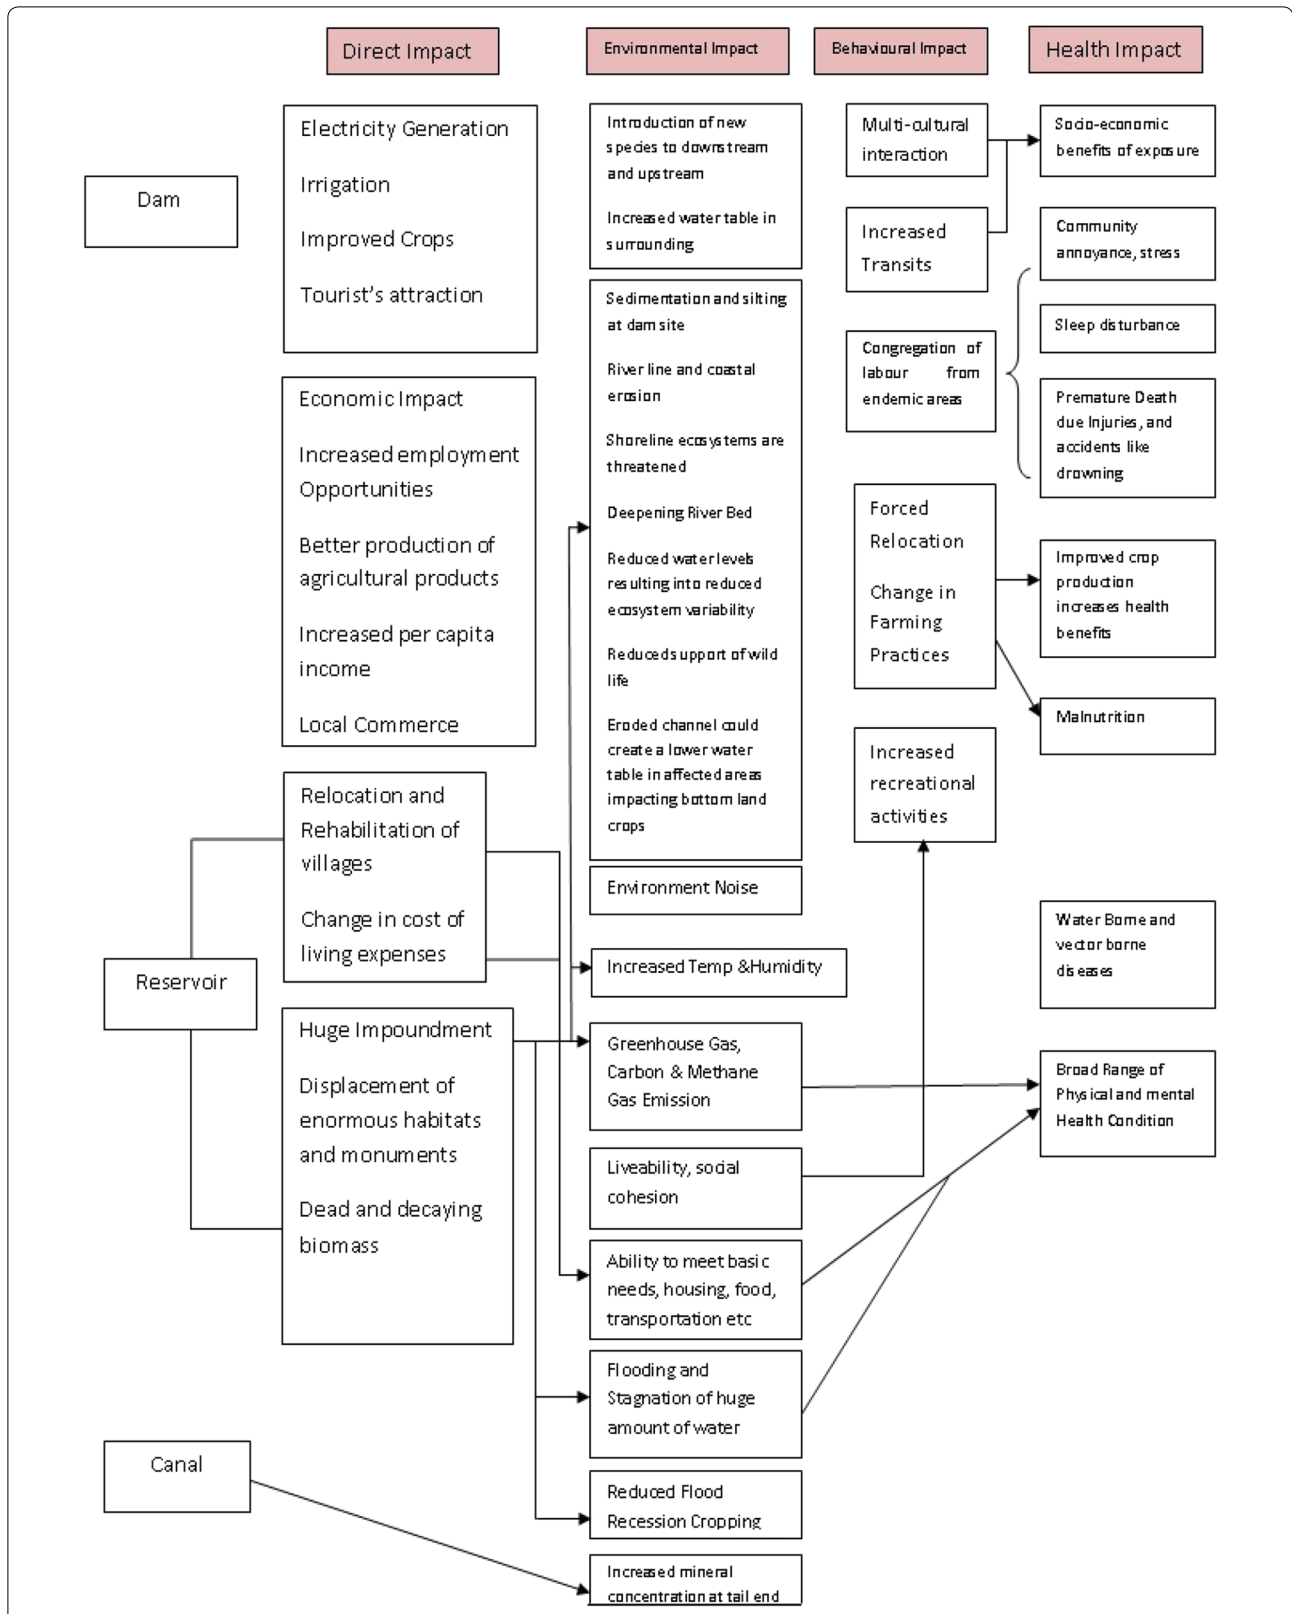 Direct Impact
Environmental Impact
Behavioural Impact
Health Impact
Dam
Electricity Generation
Irrigation
Improved Crops
Tourist's attraction
Economic Impact
Increased employment
Opportunities
Better production of
agricultural products
Increased per capita
income
Local Commerce
Reservoir
Relocation and
Rehabilitation of
villages
Change in cost of
living expenses
Huge Impoundment
Displacement of
enormous habitats
and monuments
Dead and decaying
biomass
Canal
Introduction of new
species to downstream
and upstream
Increased water table in
surrounding
Sedimentation and silting
at dam site
River line and coastal
erosion
Shoreline ecosystems are
threatened
Deepening River Bed
Reduced water levels
resulting into reduced
ecosystem variability
Reduced support of wild
life
Eroded channel could
create a lower water
table in affected areas
impacting bottom land
crops
Environment Noise
Increased Temp &Humidity
Greenhouse Gas,
Carbon & Methane
Gas Emission
Liveability, social
cohesion
Ability to meet basic
needs, housing, food,
transportation etc
Flooding and
Stagnation of huge
amount of water
Reduced Flood
Recession Cropping
Increased mineral
concentration at tail end
Multi-cultural
interaction
Increased
Transits
Congregation of
labour from
endemic areas
Forced
Relocation
Change in
Farming
Practices
Increased
recreational
activities
Socio-economic
benefits of exposure
Community
annoyance, stress
Sleep disturbance
Premature Death
due Injuries, and
accidents like
drowning
Improved crop
production
increases health
benefits
Malnutrition
Water Borne and
vector borne
diseases
Broad Range of
Physical and mental
Health Condition